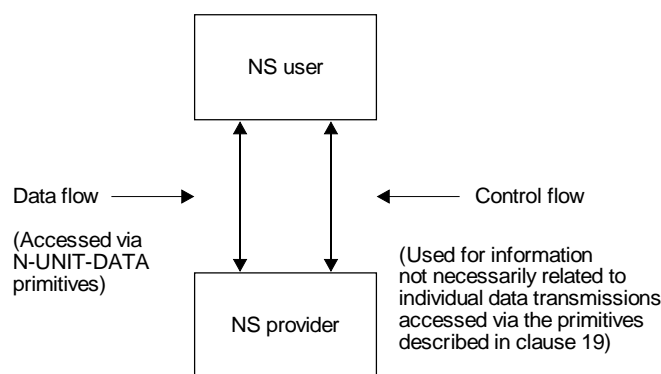 NS user
Data flow
Control flow
(Accessed via
N-UNIT-DATA
primitives)
(Used for information
not necessarily related to
individual data transmissions
accessed via the primitives
described in clause 19)
NS provider